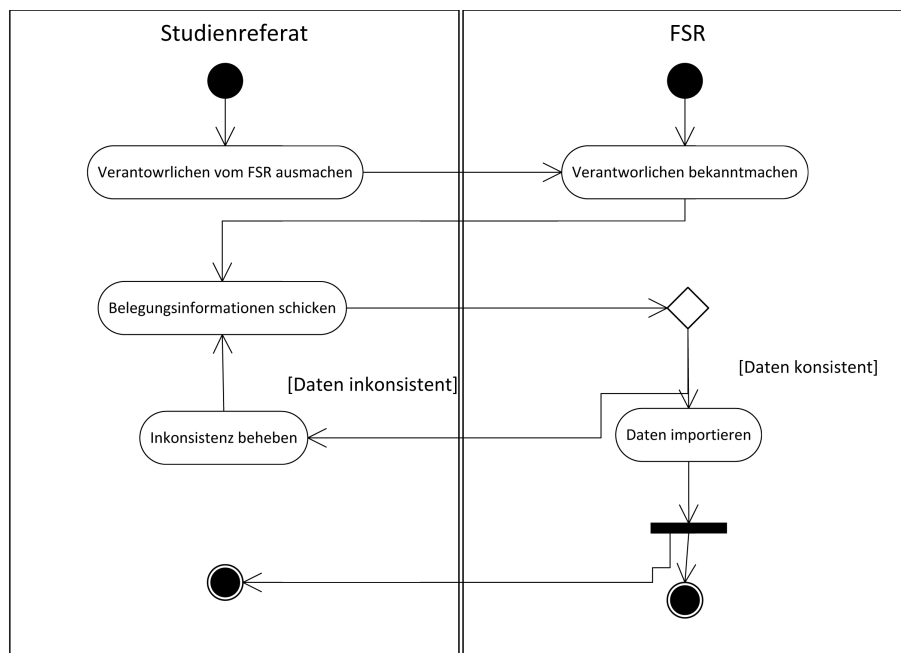 Studienreferat
FSR
Verantowrlichen vom FSR ausmachen
Verantworlichen bekanntmachen
Belegungsinformationen schicken
[Daten inkonsistent]
[Daten konsistent]
Inkonsistenz beheben
Daten importieren